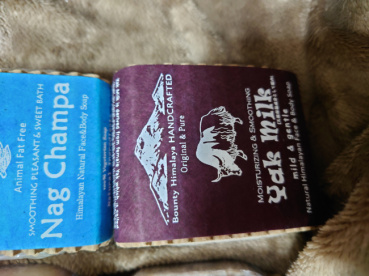 Animal Fat Free
SMOOTHING PLEASANT & SWEET BATH
Nag Champa
Himalayan Natural Face&Body Soap
Bounty Himalaya HANDCRAFTED
Original & Pure
MOISTURIZING & SMOOTHING
Yak Milk
mild & gentle
Natural Himalayan Face & Body Soap